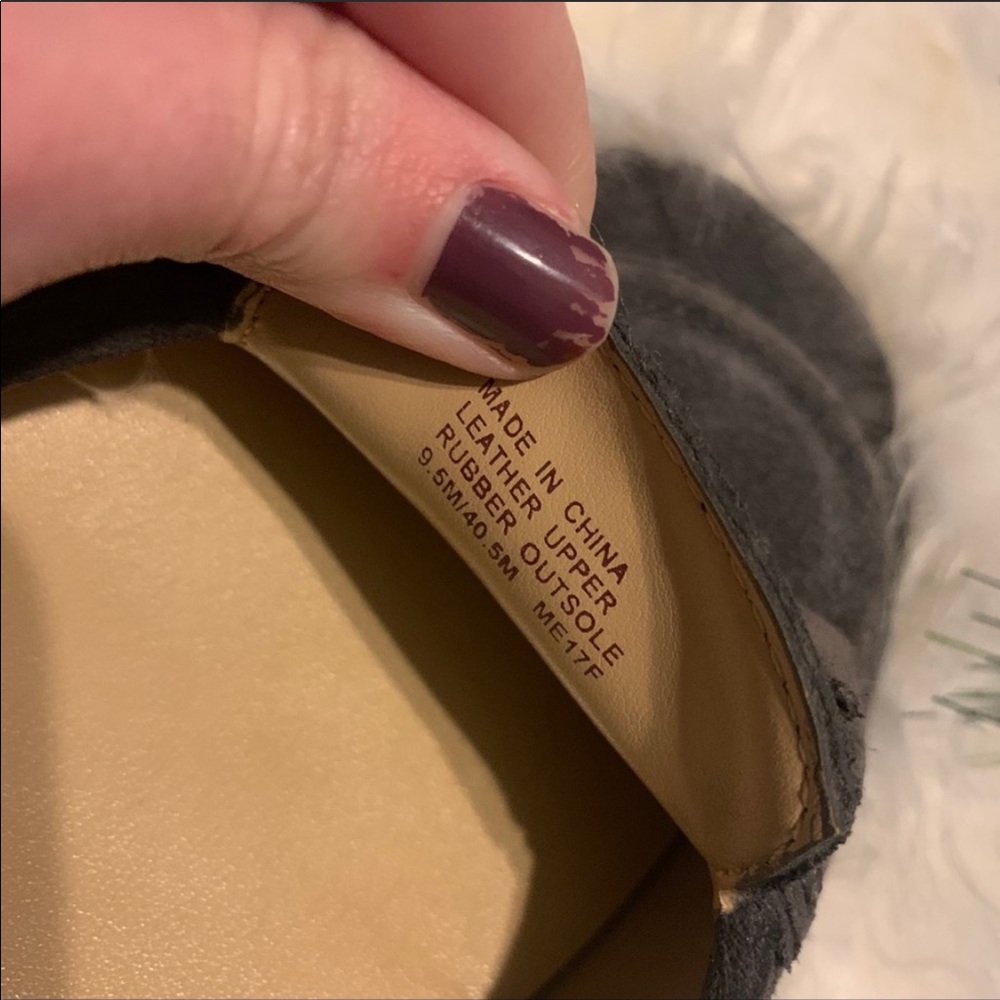 MADE IN CHINA
LEATHER UPPER
RUBBER OUTSOLE
9.5M/40.5M ME17F